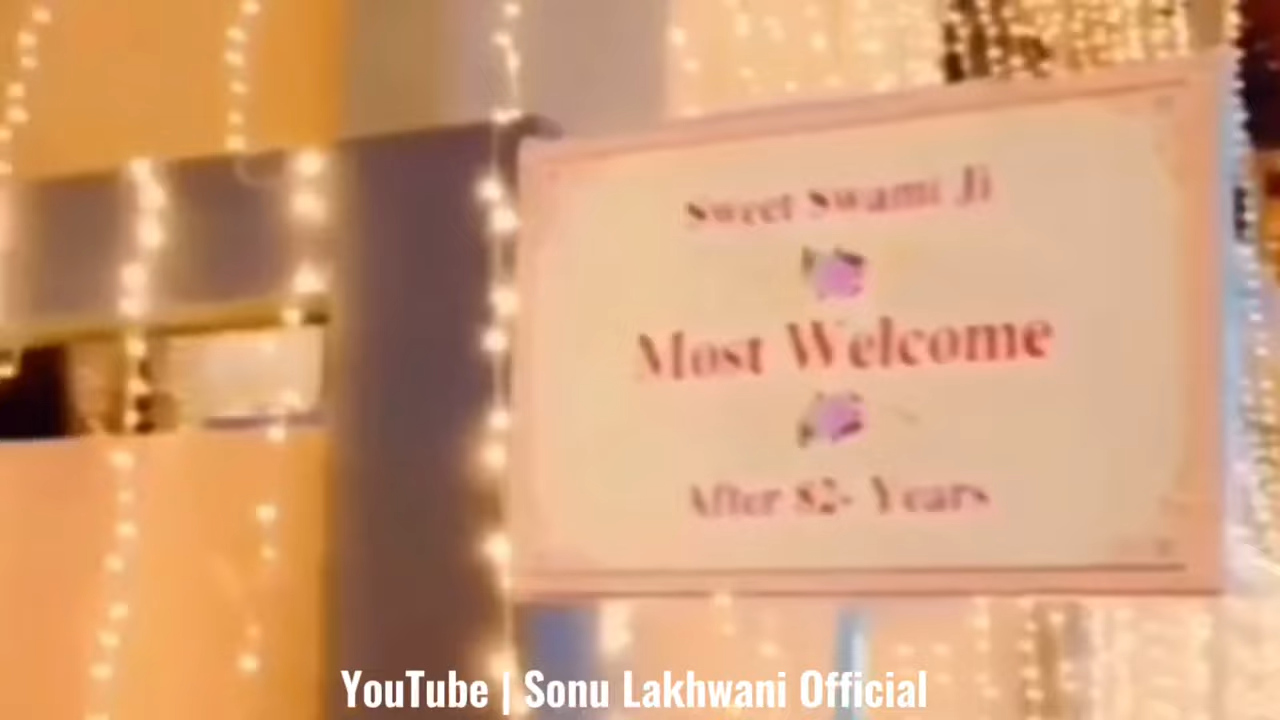 Sweet Swami Ji
Most Welcome
After 82- Years
YouTube | Sonu Lakhwani Official